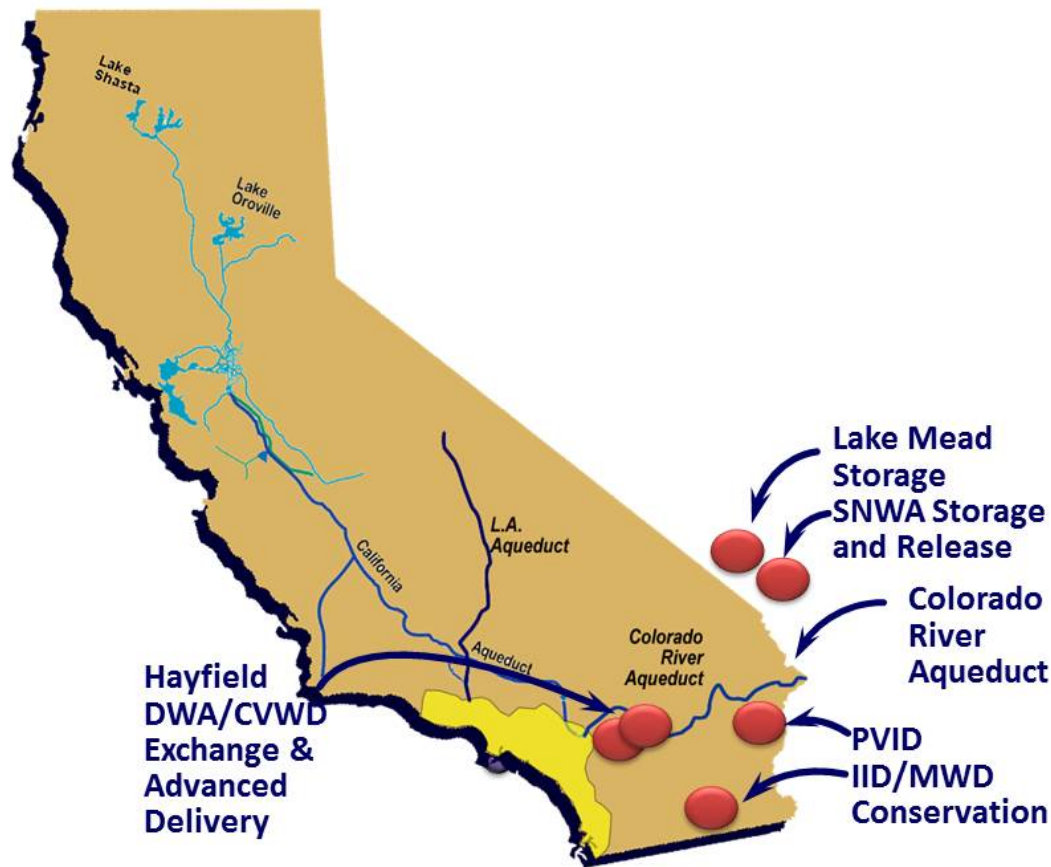 Lake
Shasta
Lake
Oroville
L.A.
Aqueduct
California
Aqueduct
Colorado
River
Aqueduct
Lake Mead
Storage
SNWA Storage
and Release
Colorado
River
Aqueduct
Hayfield
DWA/CVWD
Exchange &
Advanced
Delivery
PVID
IID/MWD
Conservation